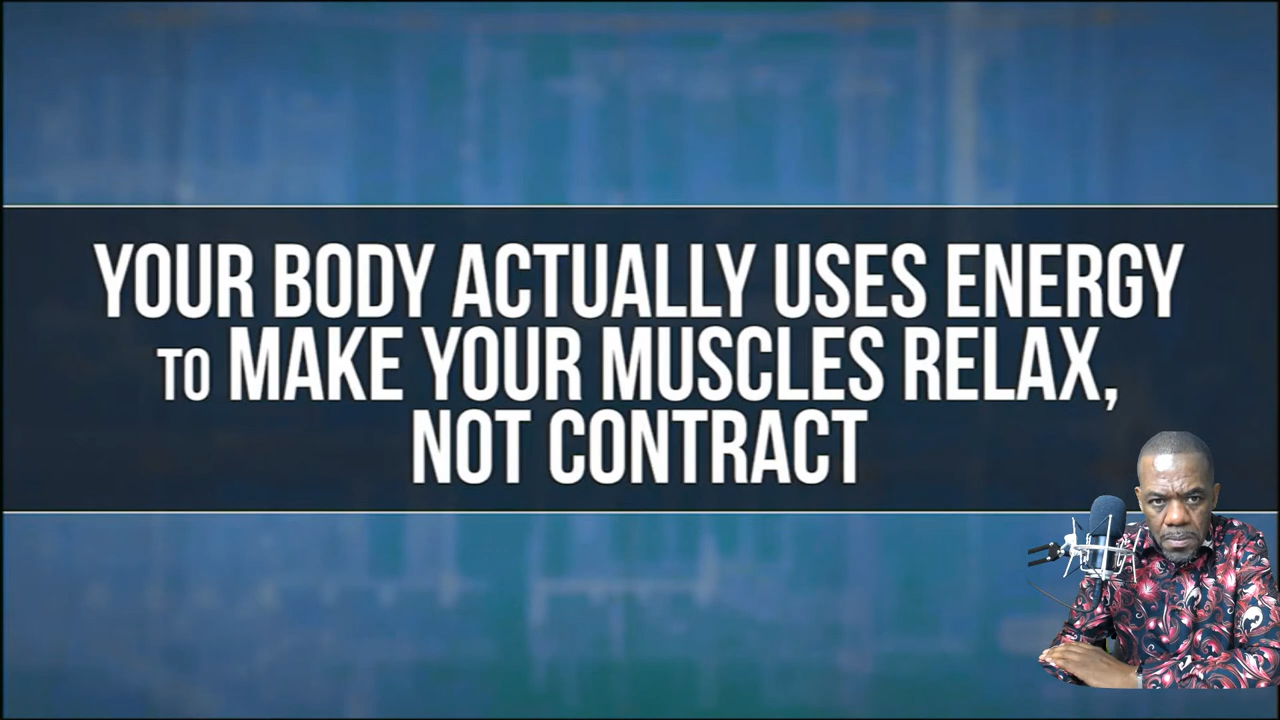 YOUR BODY ACTUALLY USES ENERGY
TO MAKE YOUR MUSCLES RELAX,
NOT CONTRACT